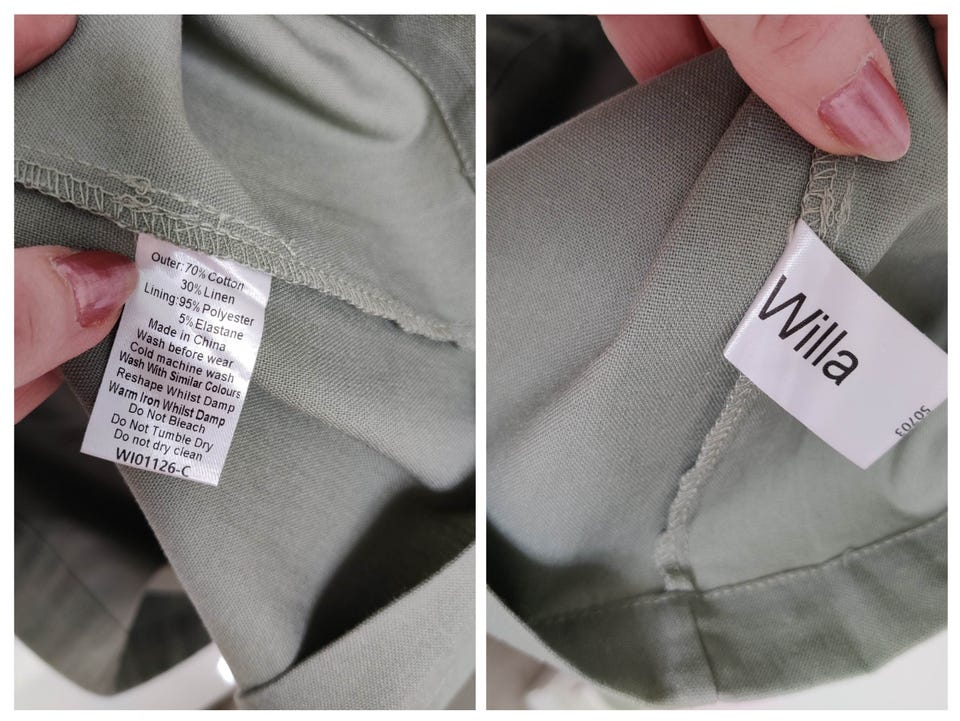 Outer:70% Cotton
30% Linen
Lining:95% Polyester
5% Elastane
Made in China
Wash before wear
Cold machine wash
Wash With Similar Colours
Reshape Whilst Damp
Warm Iron Whilst Damp
Do Not Bleach
Do Not Tumble Dry
Do not dry clean
WI01126-C
Willa
50703